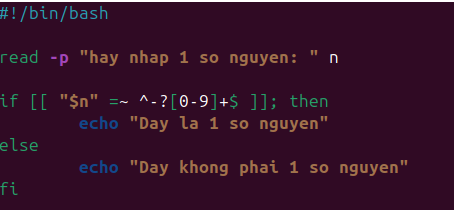 #!/bin/bash
read -p "hay nhap 1 so nguyen: " n
if [[ "$n" =~ ^-?[0-9]+$ ]]; then
echo "Day la 1 so nguyen"
else
echo "Day khong phai 1 so nguyen"
fi